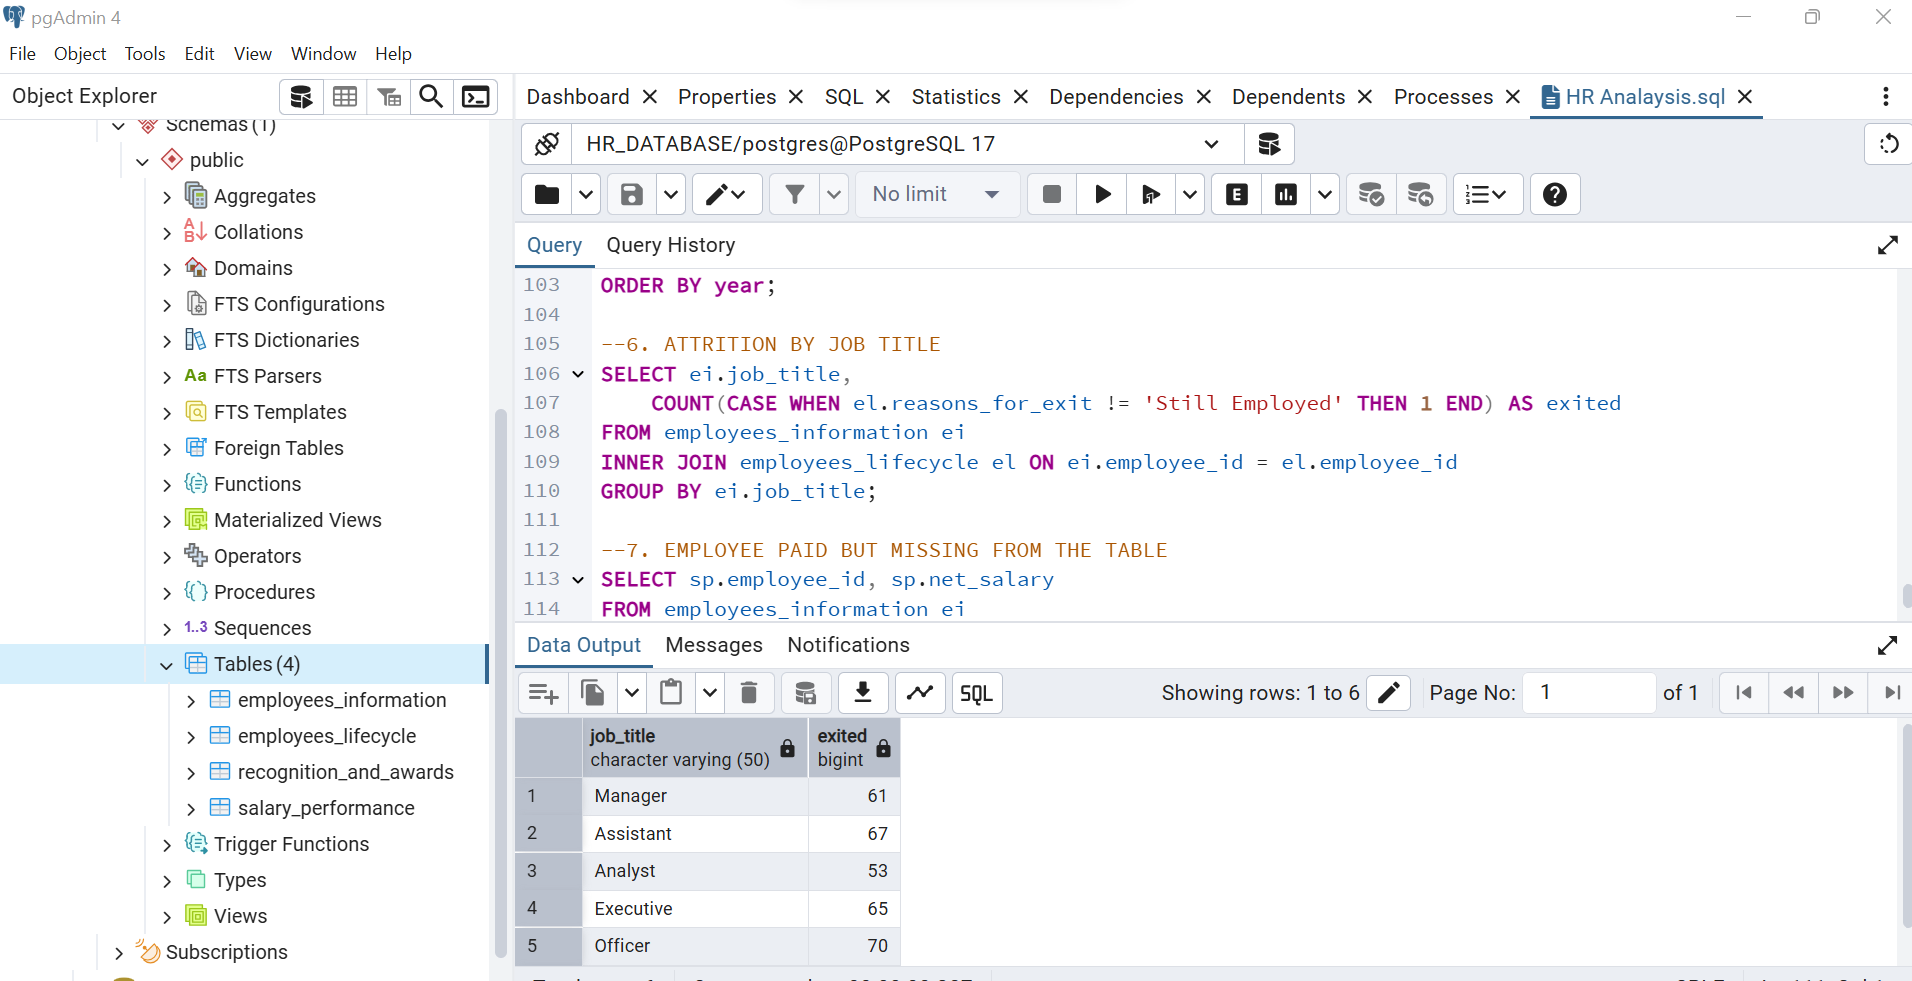 pgAdmin 4
File Object Tools Edit View Window Help
Object Explorer
Schemas (1)
public
Aggregates
Collations
Domains
FTS Configurations
FTS Dictionaries
Aa FTS Parsers
FTS Templates
Foreign Tables
Functions
Materialized Views
Operators
Procedures
1..3 Sequences
Tables (4)
employees_information
employees_lifecycle
recognition_and_awards
salary_performance
Trigger Functions
Types
Views
Subscriptions
Dashboard Properties SQL Statistics Dependencies Dependents Processes HR Analaysis.sql
HR_DATABASE/postgres@PostgreSQL 17
No limit E
Query Query History
103 ORDER BY year;
104
105 --6. ATTRITION BY JOB TITLE
106 SELECT ei.job_title,
107 COUNT(CASE WHEN el.reasons_for_exit != 'Still Employed' THEN 1 END) AS exited
108 FROM employees_information ei
109 INNER JOIN employees_lifecycle el ON ei.employee_id = el.employee_id
110 GROUP BY ei.job_title;
111
112 --7. EMPLOYEE PAID BUT MISSING FROM THE TABLE
113 SELECT sp.employee_id, sp.net_salary
114 FROM employees_information ei
Data Output Messages Notifications
SQL Showing rows: 1 to 6 Page No: 1 of 1
job_title exited
character varying (50) bigint
1 Manager 61
2 Assistant 67
3 Analyst 53
4 Executive 65
5 Officer 70